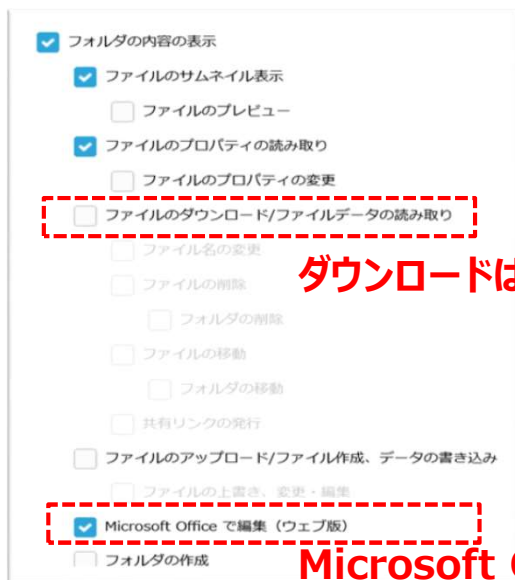 フォルダの内容の表示
ファイルのサムネイル表示
ファイルのプレビュー
ファイルのプロパティの読み取り
ファイルのプロパティの変更
ファイルのダウンロード/ファイルデータの読み取り
ファイル名の変更
ファイルの削除
ダウンロードは
フォルダの削除
ファイルの移動
フォルダの移動
共有リンクの発行
ファイルのアップロード/ファイル作成、データの書き込み
ファイルの上書き、変更・編集
Microsoft Office で編集（ウェブ版）
フォルダの作成
Microsoft